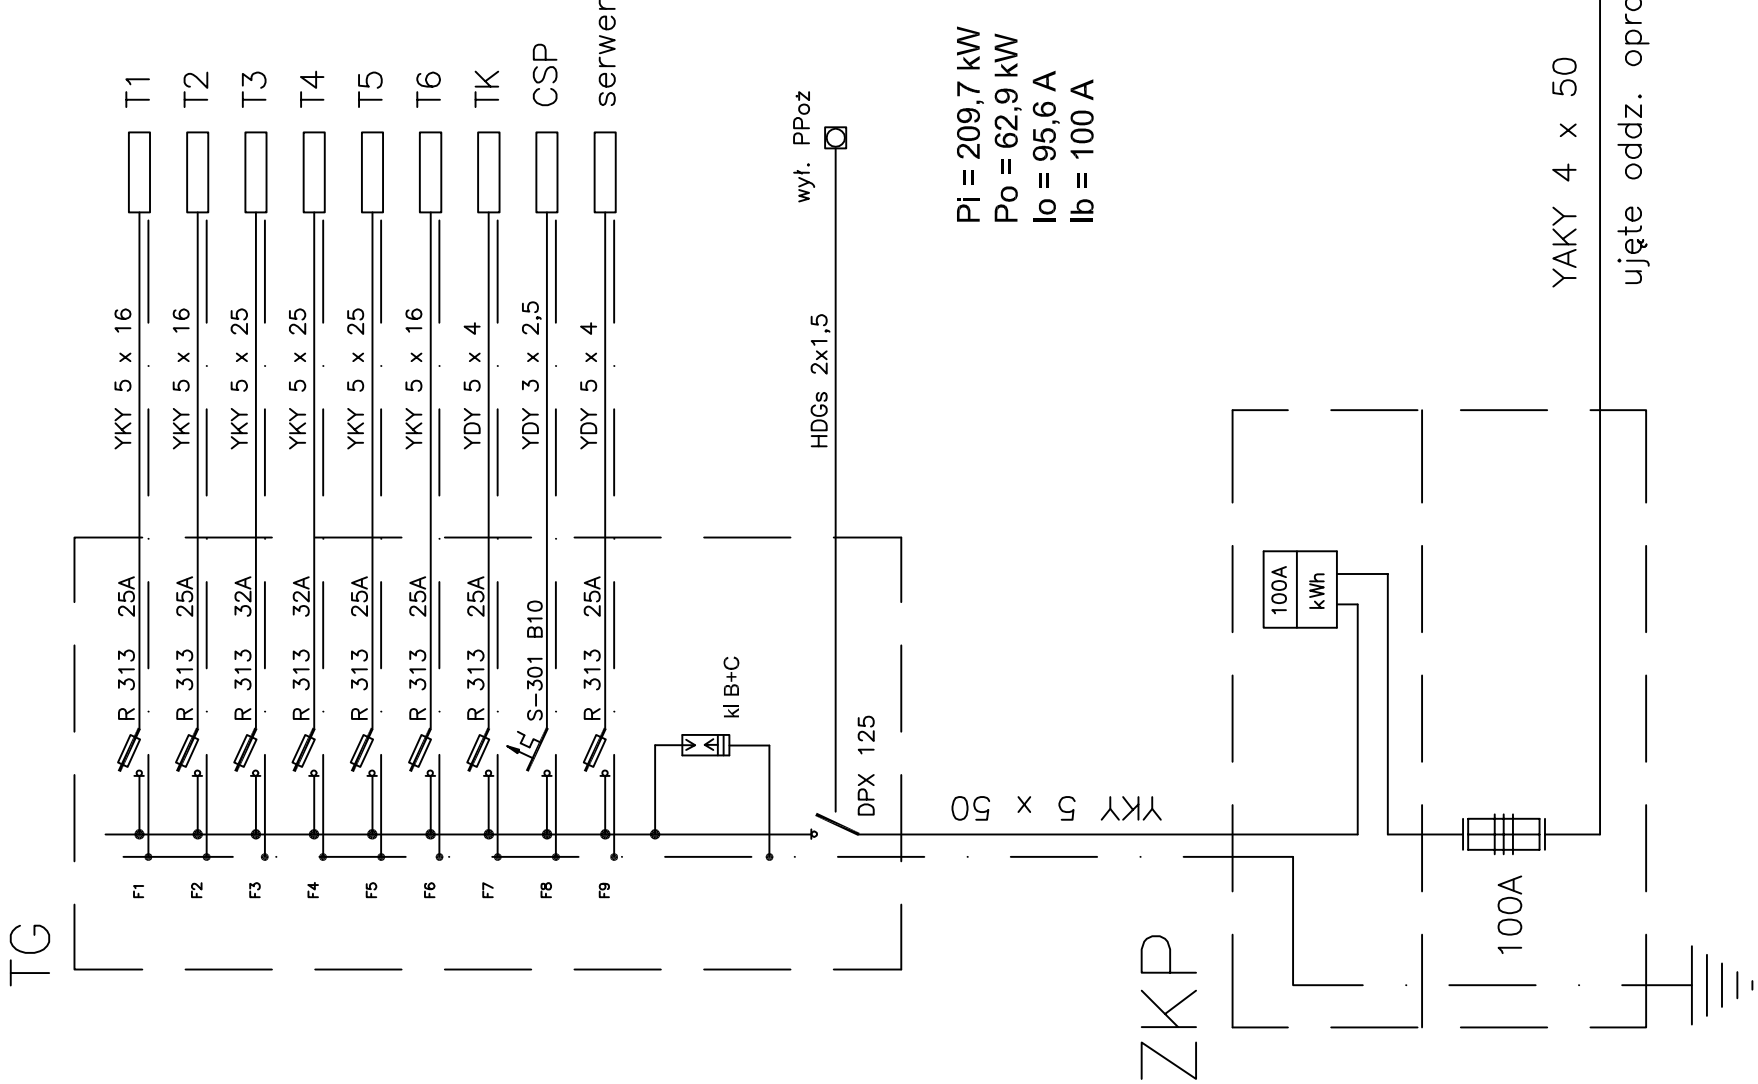 TG
F1 R 313 25A YKY 5 x 16 T1
F2 R 313 25A YKY 5 x 16 T2
F3 R 313 32A YKY 5 x 25 T3
F4 R 313 32A YKY 5 x 25 T4
F5 R 313 25A YKY 5 x 25 T5
F6 R 313 25A YKY 5 x 16 T6
F7 R 313 25A YDY 5 x 4 TK
F8 S-301 B10 YDY 3 x 2,5 CSP
F9 R 313 25A YDY 5 x 4 serwer
kl B+C
HDGs 2x1,5
wył. PPoż
DPX 125
YKY 5 x 50
Pi = 209,7 kW
Po = 62,9 kW
Io = 95,6 A
Ib = 100 A
ZKP
100A
kWh
100A
YAKY 4 x 50
ujęte oddz. opro